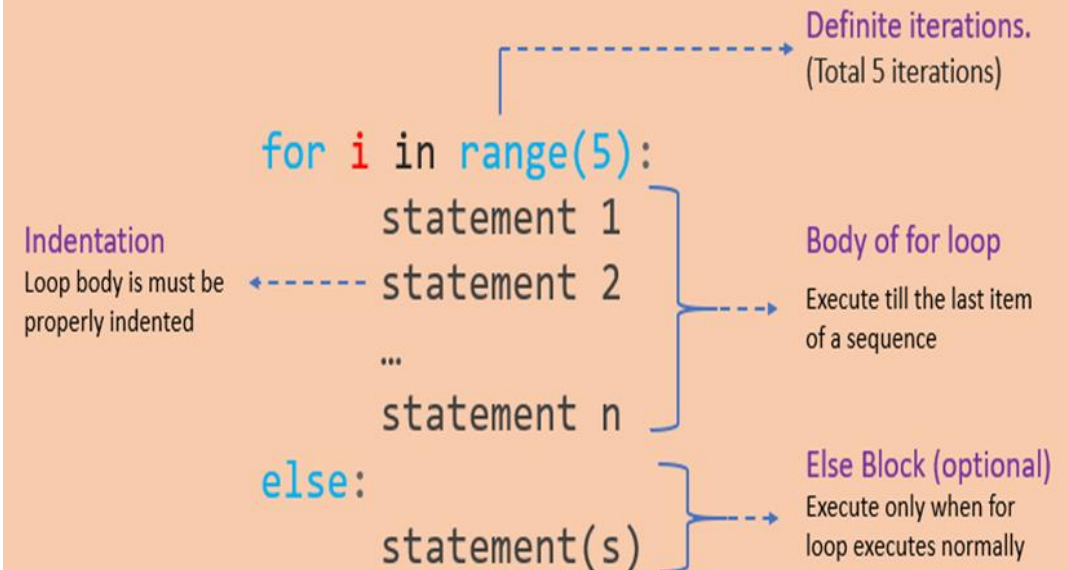 Definite iterations.
(Total 5 iterations)
for i in range(5):
statement 1
statement 2
…
statement n
else:
statement(s)
Indentation
Loop body is must be
properly indented
Body of for loop
Execute till the last item
of a sequence
Else Block (optional)
Execute only when for
loop executes normally